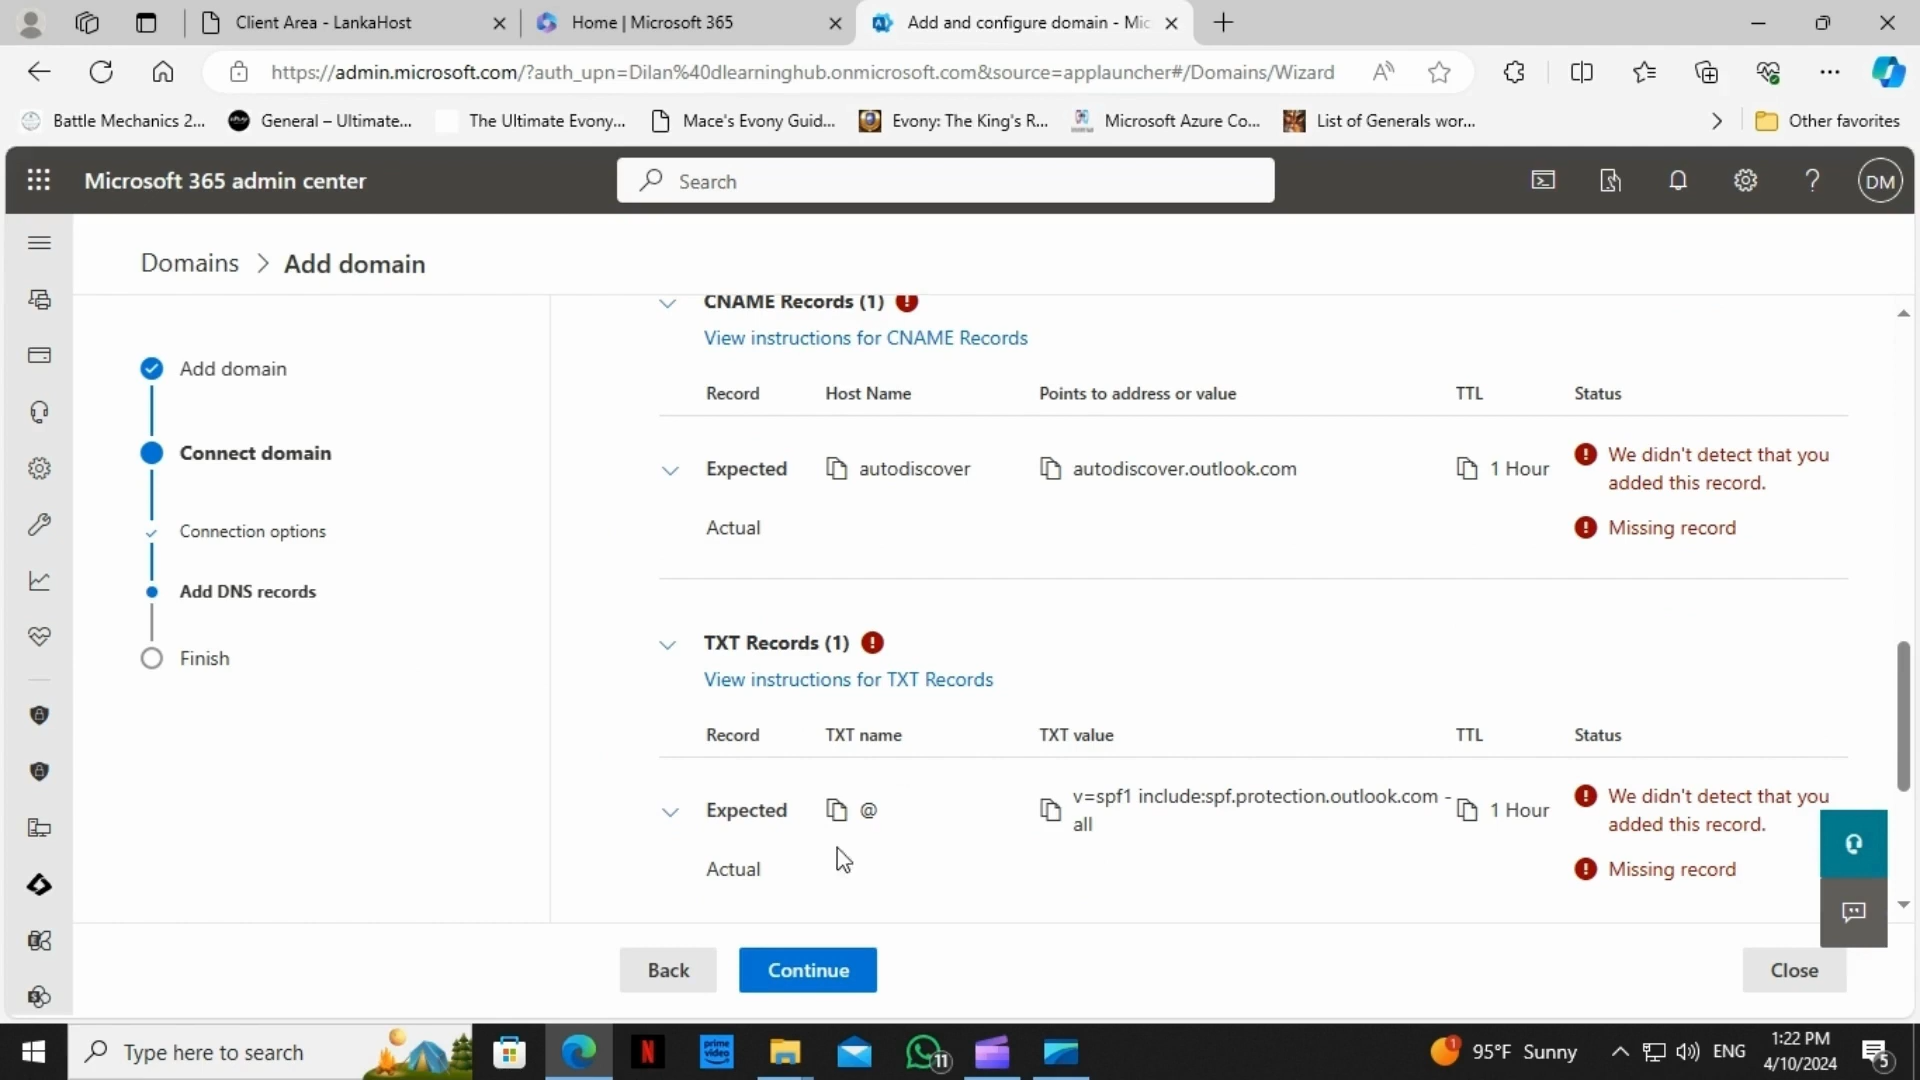 Client Area - LankaHost
Home | Microsoft 365
Add and configure domain - Mic
https://admin.microsoft.com/?auth_upn=Dilan%40dlearninghub.onmicrosoft.com&source=applauncher#/Domains/Wizard
Battle Mechanics 2...
General – Ultimate...
The Ultimate Evony...
Mace's Evony Guid...
Evony: The King's R...
Microsoft Azure Co...
List of Generals wor...
Other favorites
Microsoft 365 admin center
Search
DM
Domains > Add domain
Add domain
Connect domain
Connection options
Add DNS records
Finish
CNAME Records (1)
View instructions for CNAME Records
Record Host Name Points to address or value TTL Status
Expected autodiscover autodiscover.outlook.com 1 Hour We didn't detect that you
added this record.
Actual Missing record
TXT Records (1)
View instructions for TXT Records
Record TXT name TXT value TTL Status
Expected @ v=spf1 include:spf.protection.outlook.com - 1 Hour We didn't detect that you
all added this record.
Actual Missing record
Back
Continue
Close
Type here to search
prime video
11
1
95°F Sunny
ENG
1:22 PM
4/10/2024
5